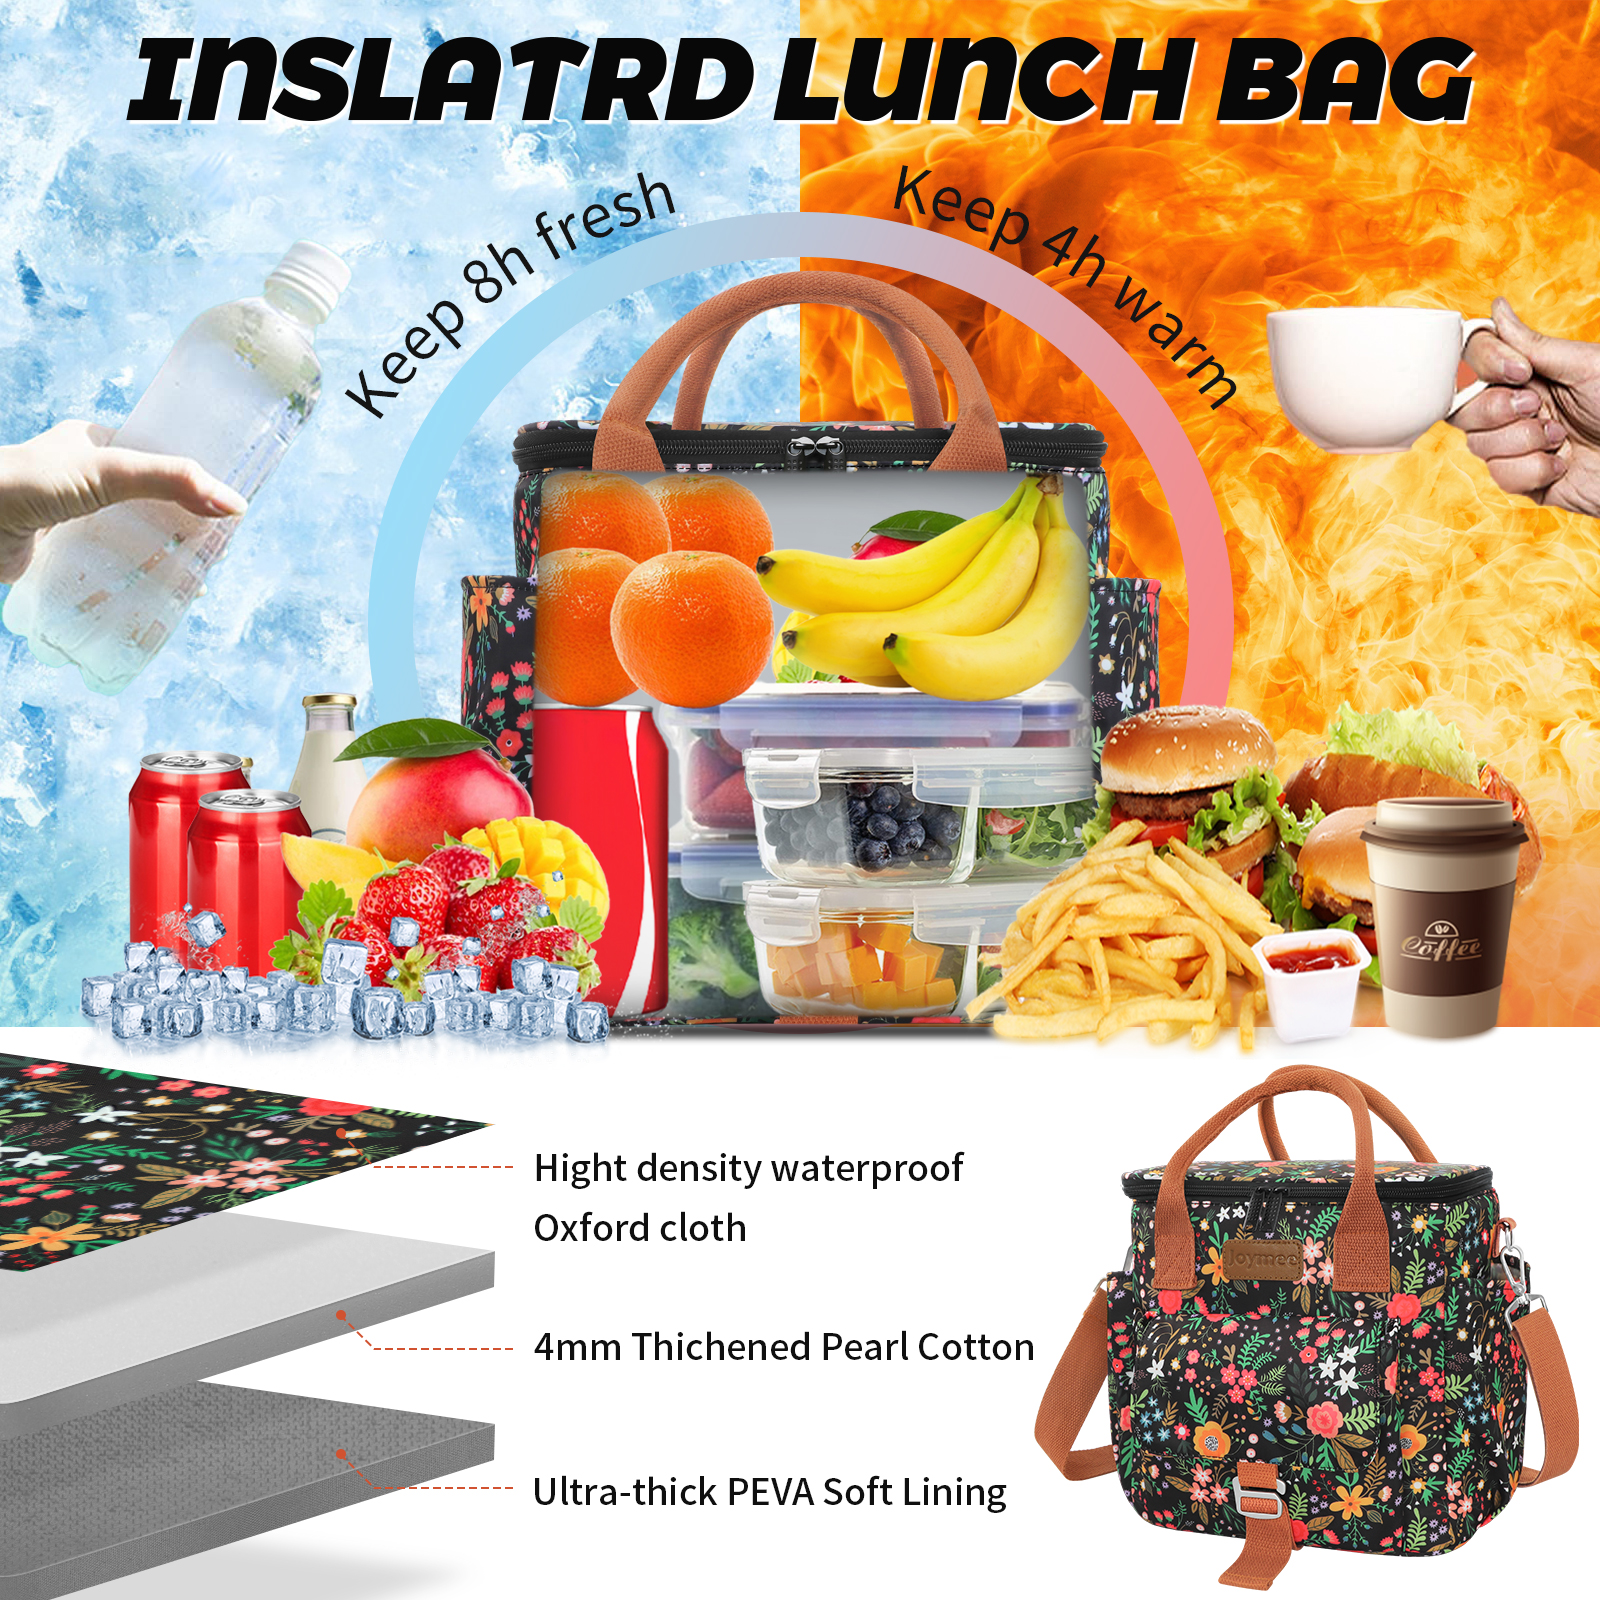 INSLATRD LUNCH BAG
Keep 8h fresh
Keep 4h warm
Coffee
Hight density waterproof
Oxford cloth
4mm Thichened Pearl Cotton
Ultra-thick PEVA Soft Lining
Joymee